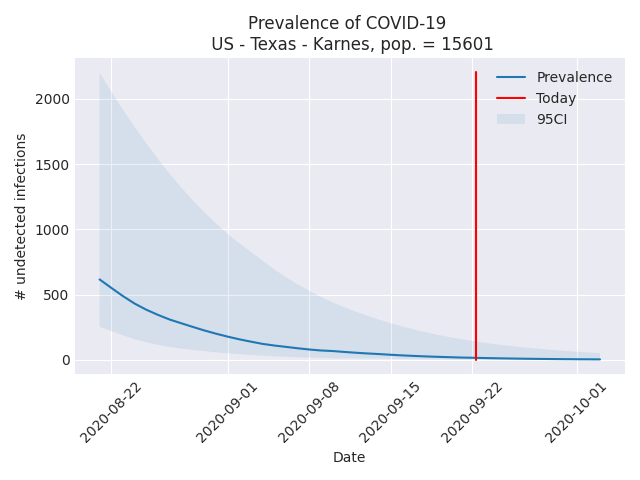 Prevalence of COVID-19
US - Texas - Karnes, pop. = 15601
Prevalence
Today
95CI
# undetected infections
2000
1500
1000
500
0
2020-08-22
2020-09-01
2020-09-08
2020-09-15
2020-09-22
2020-10-01
Date